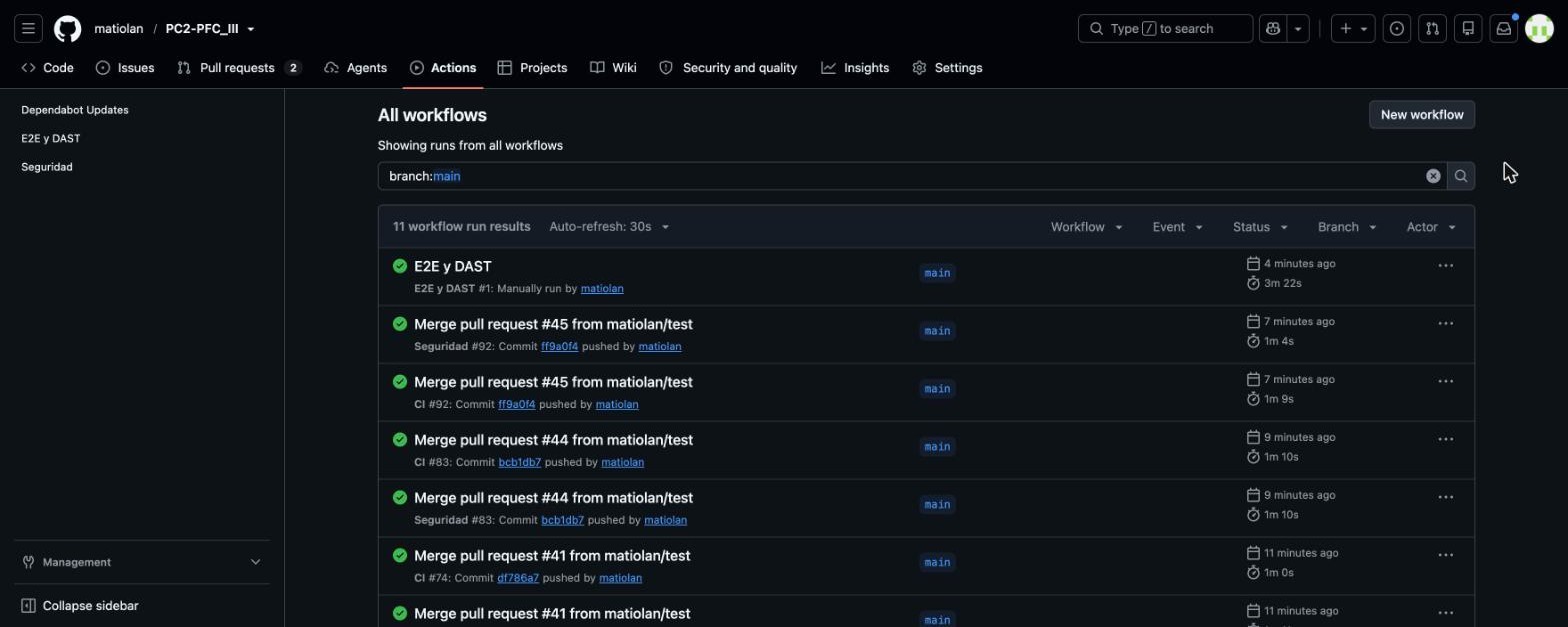 matiolan / PC2-PFC_III
Type / to search
Code
Issues
Pull requests 2
Agents
Actions
Projects
Wiki
Security and quality
Insights
Settings
Dependabot Updates
E2E y DAST
Seguridad
Management
Collapse sidebar
All workflows
New workflow
Showing runs from all workflows
branch:main
11 workflow run results
Auto-refresh: 30s
Workflow
Event
Status
Branch
Actor
E2E y DAST
E2E y DAST #1: Manually run by matiolan
main
4 minutes ago
3m 22s
Merge pull request #45 from matiolan/test
Seguridad #92: Commit ff9a0f4 pushed by matiolan
main
7 minutes ago
1m 4s
Merge pull request #45 from matiolan/test
CI #92: Commit ff9a0f4 pushed by matiolan
main
7 minutes ago
1m 9s
Merge pull request #44 from matiolan/test
CI #83: Commit bcb1db7 pushed by matiolan
main
9 minutes ago
1m 10s
Merge pull request #44 from matiolan/test
Seguridad #83: Commit bcb1db7 pushed by matiolan
main
9 minutes ago
1m 10s
Merge pull request #41 from matiolan/test
CI #74: Commit df786a7 pushed by matiolan
main
11 minutes ago
1m 0s
Merge pull request #41 from matiolan/test
main
11 minutes ago